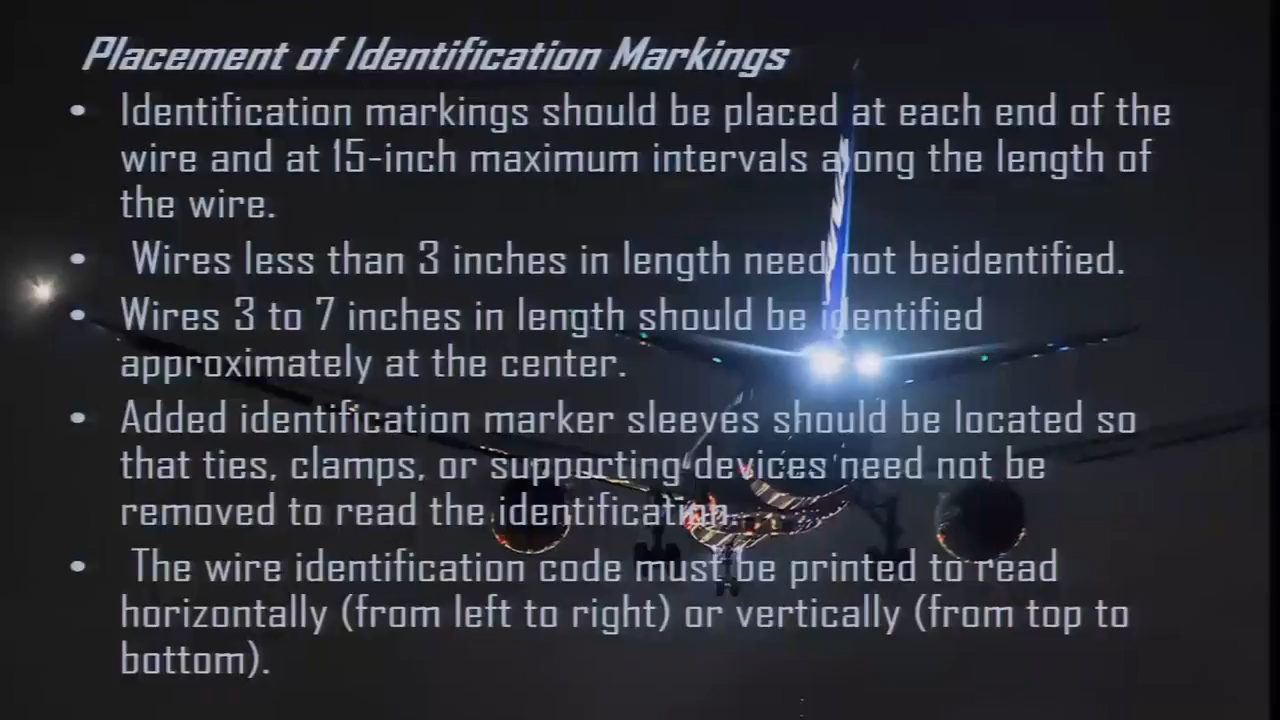 Placement of Identification Markings
• Identification markings should be placed at each end of the
wire and at 15-inch maximum intervals along the length of
the wire.
• Wires less than 3 inches in length need not beidentified.
• Wires 3 to 7 inches in length should be identified
approximately at the center.
• Added identification marker sleeves should be located so
that ties, clamps, or supporting devices need not be
removed to read the identification.
• The wire identification code must be printed to read
horizontally (from left to right) or vertically (from top to
bottom).